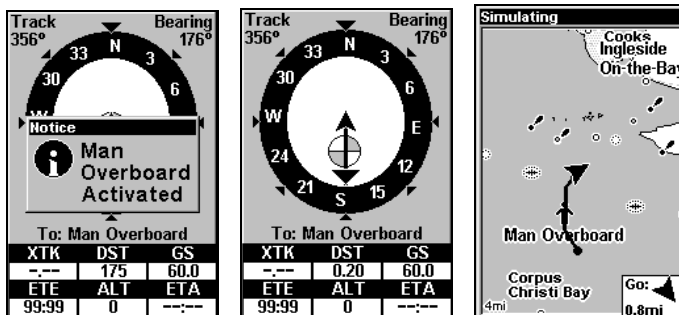 Track
356°
Bearing
176°
30 33 N 3 6
W
Notice
Man
Overboard
Activated
To: Man Overboard
XTK DST GS
-.-- 175 60.0
ETE ALT ETA
99:99 0 --:--
Track
356°
Bearing
176°
33 N 3
30 6
W E
24 12
21 S 15
To: Man Overboard
XTK DST GS
-.-- 0.20 60.0
ETE ALT ETA
99:99 0 --:--
Simulating
Cooks
Ingleside
On-the-Bay
Man Overboard
Corpus
Christi Bay
4mi
Go:
0.8mi